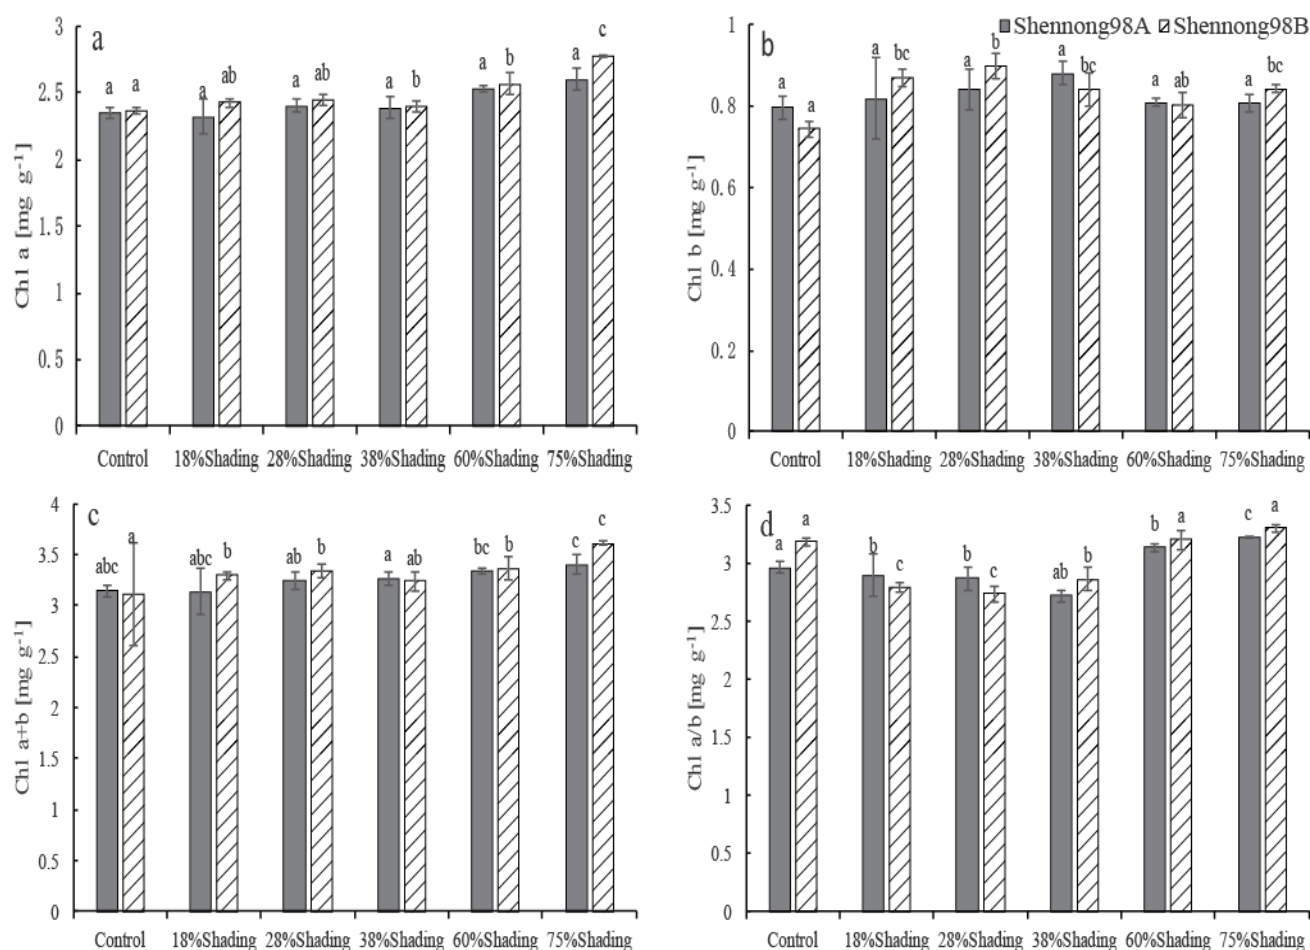 a
Chl a [mg g⁻¹]
3
2.5
2
1.5
1
0.5
0
a a a ab a ab a b a b a c
Control 18%Shading 28%Shading 38%Shading 60%Shading 75%Shading
b
Shennong98A Shennong98B
Chl b [mg g⁻¹]
1
0.8
0.6
0.4
0.2
0
a a a bc a b a bc a ab a bc
Control 18%Shading 28%Shading 38%Shading 60%Shading 75%Shading
c
Chl a+b [mg g⁻¹]
4
3.5
3
2.5
2
1.5
1
0.5
0
abc a abc b ab b a ab bc b c c
Control 18%Shading 28%Shading 38%Shading 60%Shading 75%Shading
d
Chl a/b [mg g⁻¹]
3.5
3
2.5
2
1.5
1
0.5
0
a a b c b c ab b b a c a
Control 18%Shading 28%Shading 38%Shading 60%Shading 75%Shading